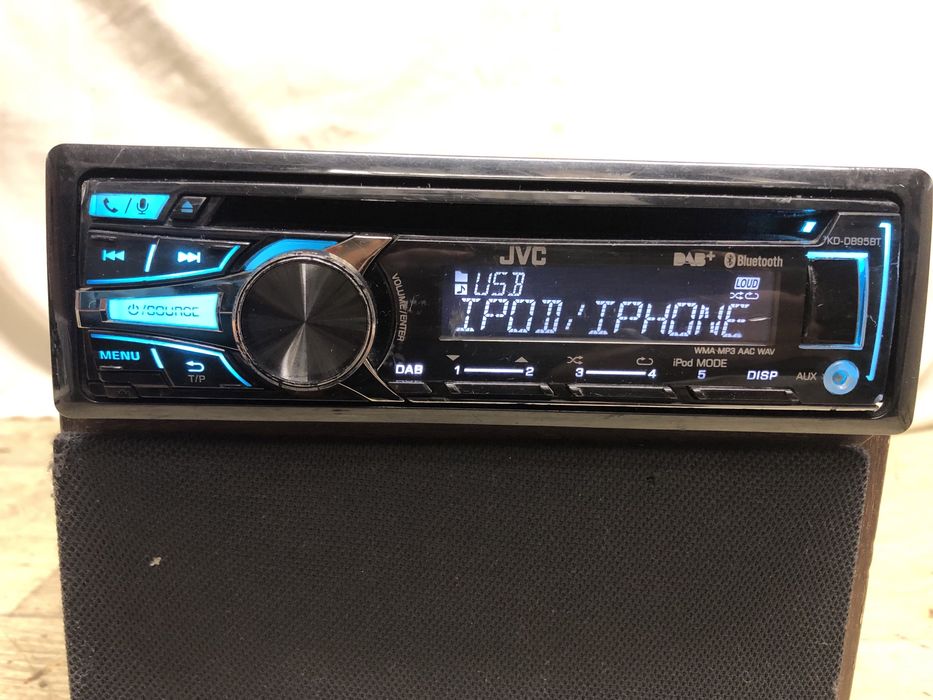 KD-DB95BT
JVC
DAB+ Bluetooth
USB
LOUD
IPOD/IPHONE
/SOURCE
VOLUME/ENTER
WMA MP3 AAC WAV
MENU
T/P
DAB
1 2 3 4 5
iPod MODE
DISP
AUX